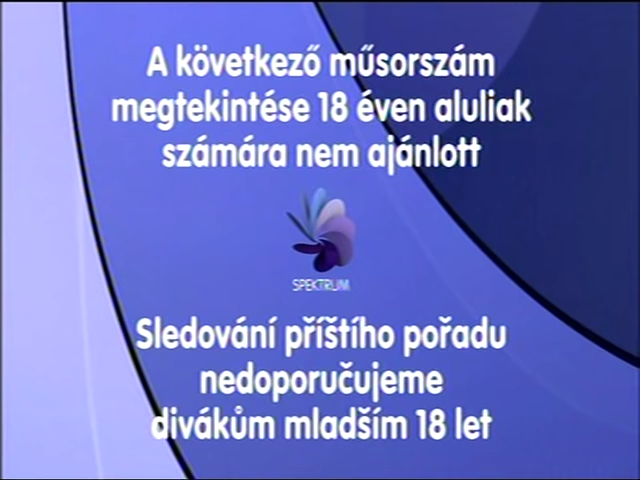 A következő műsorszám
megtekintése 18 éven aluliak
számára nem ajánlott
SPEKTRUM
Sledování příštího pořadu
nedoporučujeme
divákům mladším 18 let